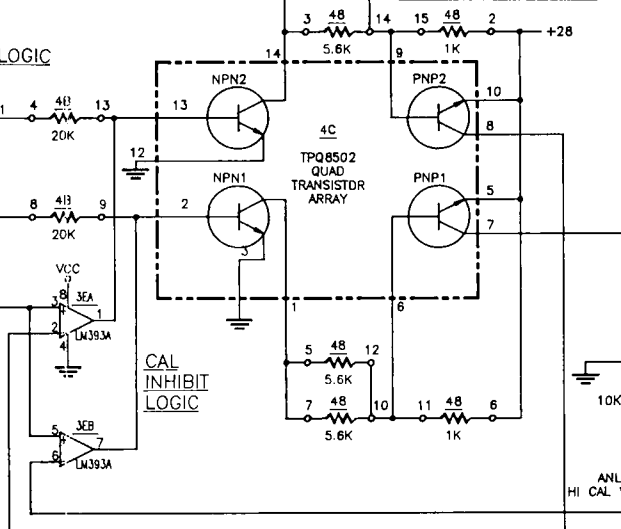 3 48 14 15 48 2
+28
5.6K 1K
14 9
LOGIC
NPN2 PNP2
1 4 4B 13 13
10
20K
4C
8
12
TPQ8502
QUAD
TRANSISTOR
ARRAY
NPN1 PNP1
8 4B 9 2
5
20K
7
3
VCC
8 3EA
3
1
2
LM393A
4
1 6
5 48 12
5.6K
CAL
INHIBIT
LOGIC
7 48 10 11 48 6
5.6K 1K
10K
3EB
5
7
6
LM393A
ANL
HI CAL